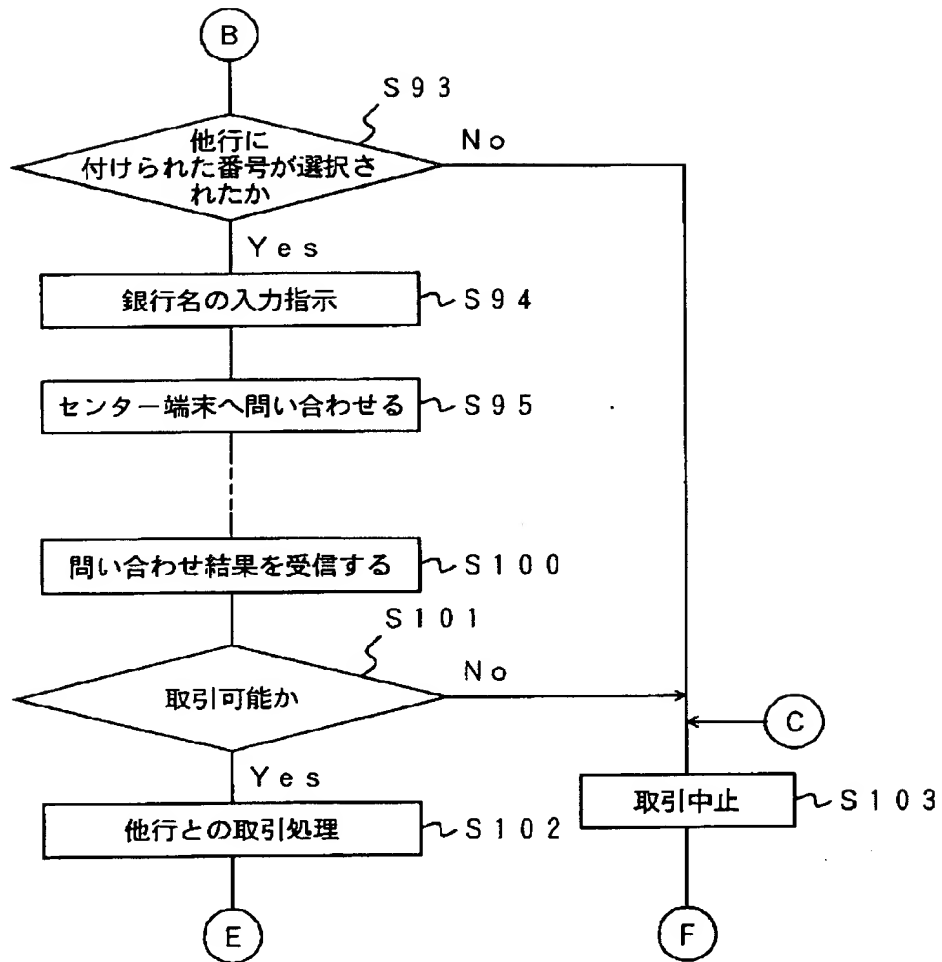 B
S93
他行に
付けられた番号が選択さ
れたか
No
Yes
銀行名の入力指示
S94
センター端末へ問い合わせる
S95
問い合わせ結果を受信する
S100
S101
取引可能か
No
C
Yes
取引中止
S103
他行との取引処理
S102
E
F